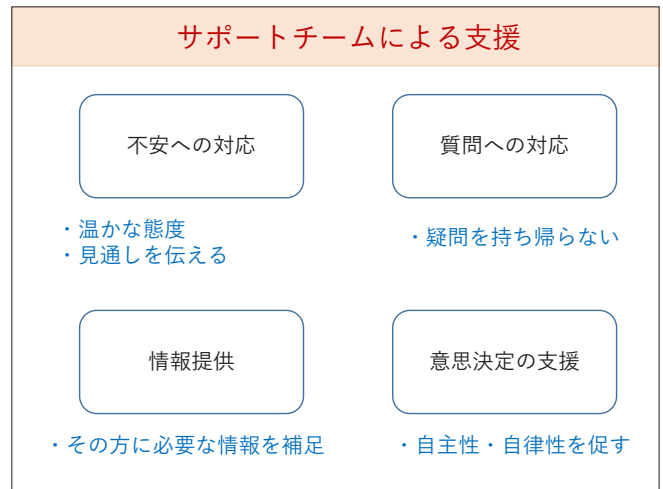 サポートチームによる支援
不安への対応
・温かな態度
・見通しを伝える
質問への対応
・疑問を持ち帰らない
情報提供
・その方に必要な情報を補足
意思決定の支援
・自主性・自律性を促す